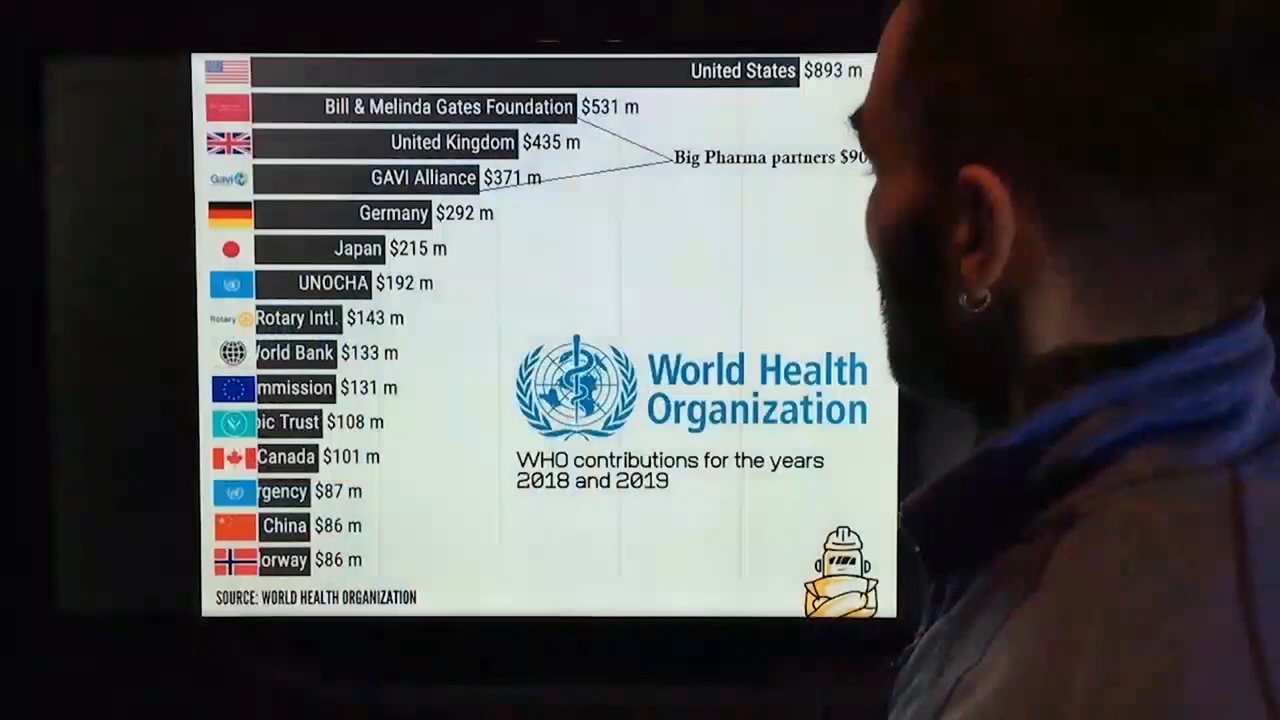 United States $893 m
Bill & Melinda Gates Foundation $531 m
United Kingdom $435 m
Big Pharma partners $90
Gavi GAVI Alliance $371 m
Germany $292 m
Japan $215 m
UNOCHA $192 m
Rotary Rotary Intl. $143 m
orld Bank $133 m
mmission $131 m
pic Trust $108 m
Canada $101 m
rgency $87 m
China $86 m
orway $86 m
World Health
Organization
WHO contributions for the years
2018 and 2019
SOURCE: WORLD HEALTH ORGANIZATION